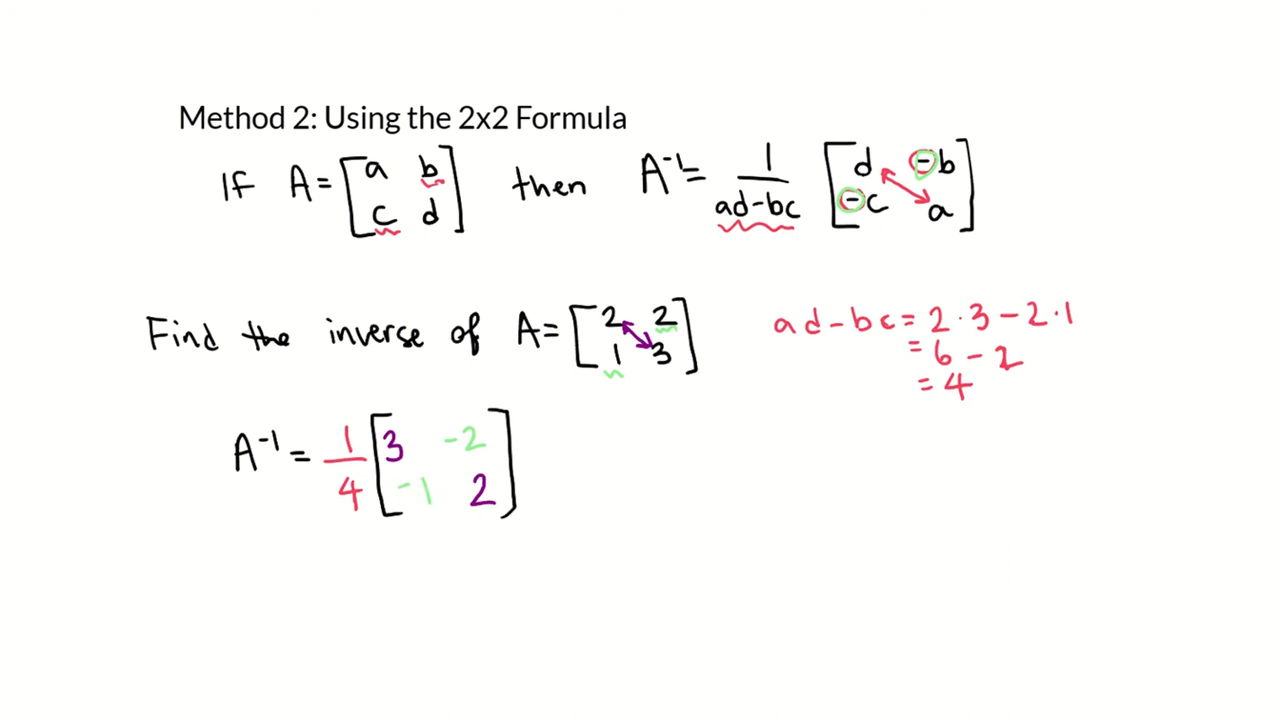 Method 2: Using the 2x2 Formula
If A = [a b
c d] then A⁻¹ = 1/(ad-bc) [d -b
-c a]
Find the inverse of A = [2 2
1 3]
ad-bc = 2·3-2·1
= 6-2
= 4
A⁻¹ = 1/4 [3 -2
-1 2]